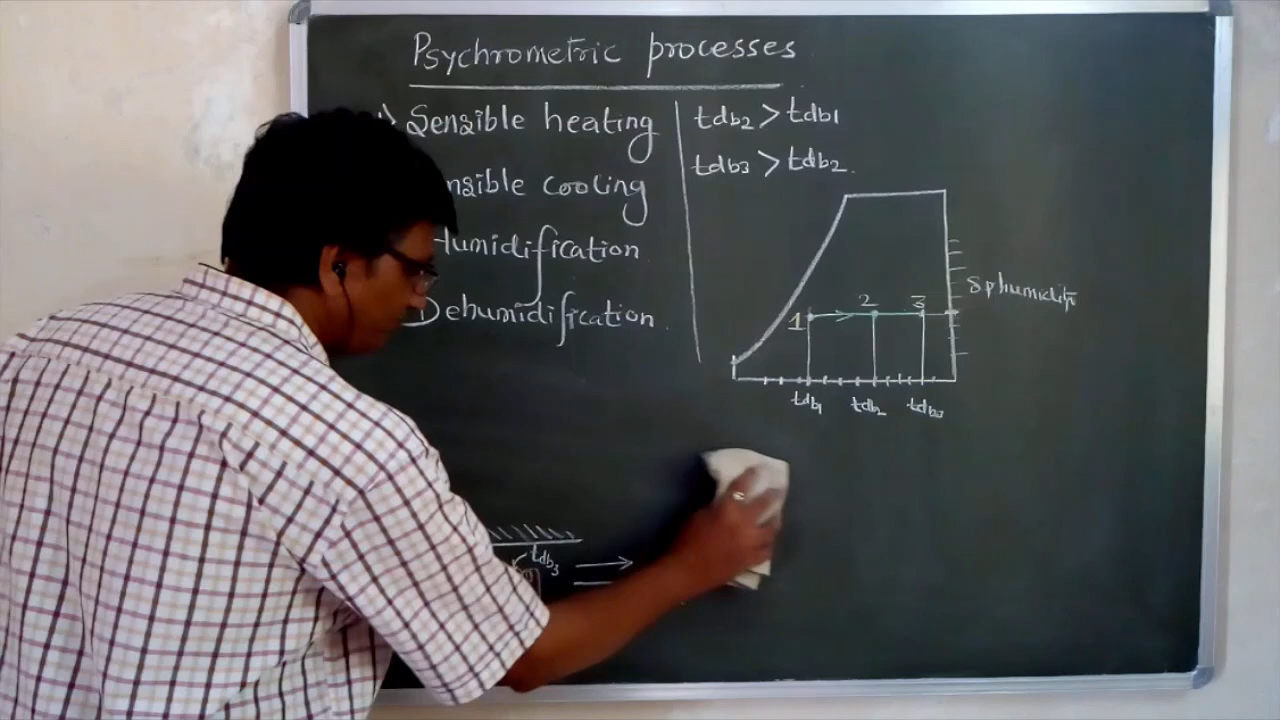 Psychrometric processes
Sensible heating
nsible cooling
Humidification
Dehumidification
tdb2 > tdb1
tdb3 > tdb2.
1 2 3
sp humidity
tdb1 tdb2 tdb3
tdb3